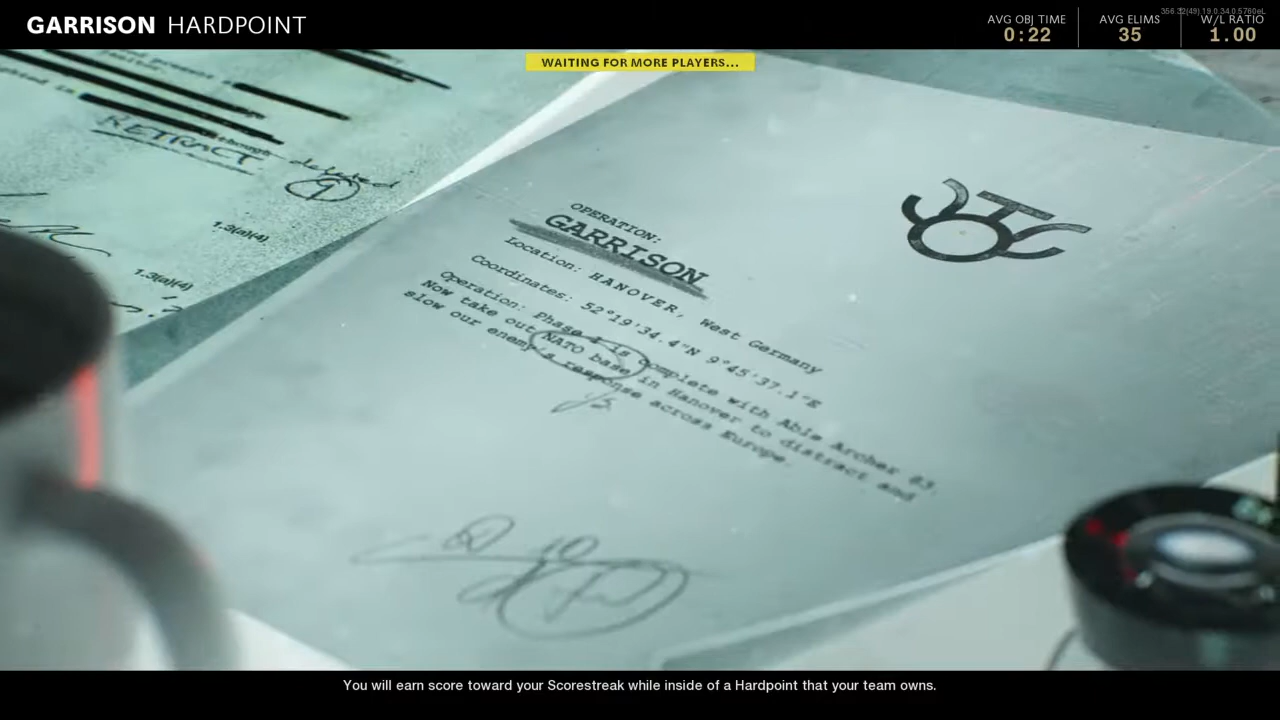 GARRISON HARDPOINT
AVG OBJ TIME
0:22
AVG ELIMS
35
W/L RATIO
1.00
WAITING FOR MORE PLAYERS...
RETRACT
through
deleted
1
1.3(a)(4)
1.3(a)(4)
OPERATION:
GARRISON
Location: HANOVER, West Germany
Coordinates: 52°19'34.4"N 9°45'37.1"E
Operation: Phase 1 is complete with Able Archer 83.
Now take out NATO base in Hanover to distract and
slow our enemy's response across Europe.
You will earn score toward your Scorestreak while inside of a Hardpoint that your team owns.